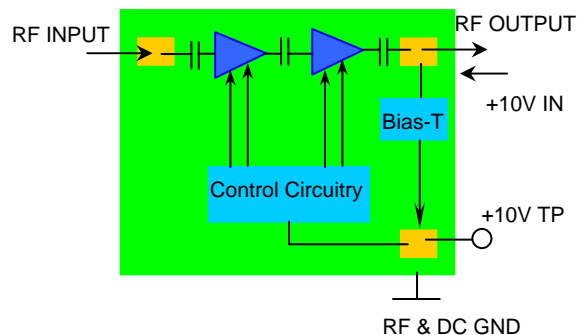 RF INPUT
RF OUTPUT
+10V IN
Bias-T
Control Circuitry
+10V TP
RF & DC GND